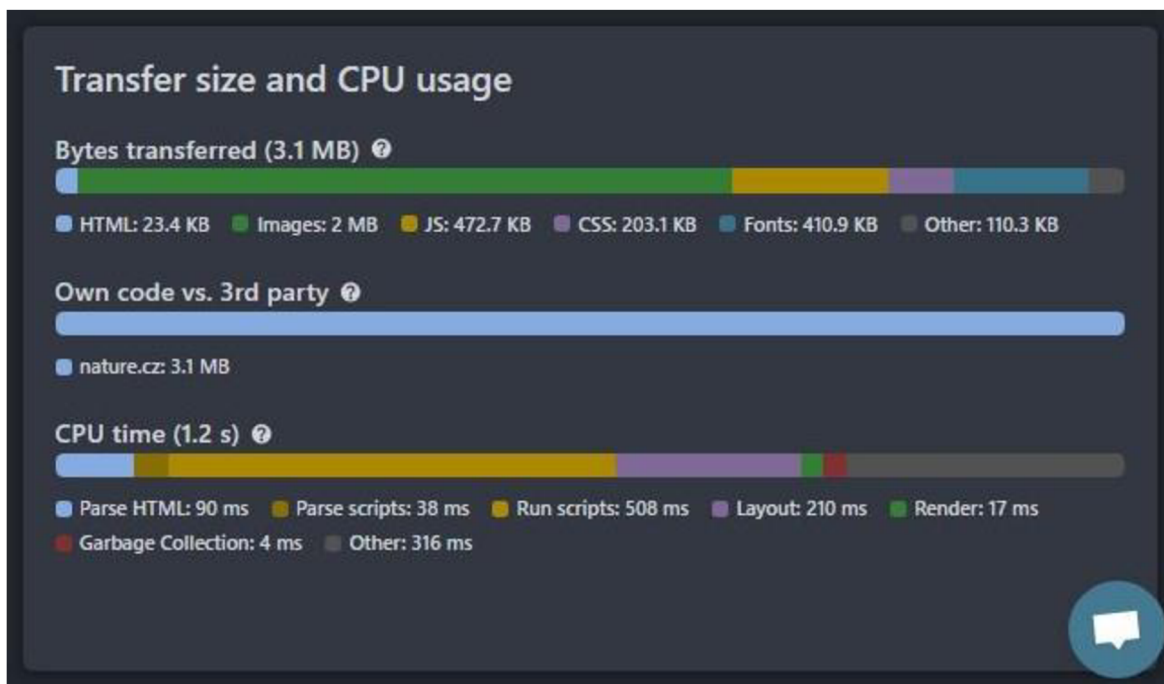 Transfer size and CPU usage
Bytes transferred (3.1 MB) ?
HTML: 23.4 KB Images: 2 MB JS: 472.7 KB CSS: 203.1 KB Fonts: 410.9 KB Other: 110.3 KB
Own code vs. 3rd party ?
nature.cz: 3.1 MB
CPU time (1.2 s) ?
Parse HTML: 90 ms Parse scripts: 38 ms Run scripts: 508 ms Layout: 210 ms Render: 17 ms
Garbage Collection: 4 ms Other: 316 ms